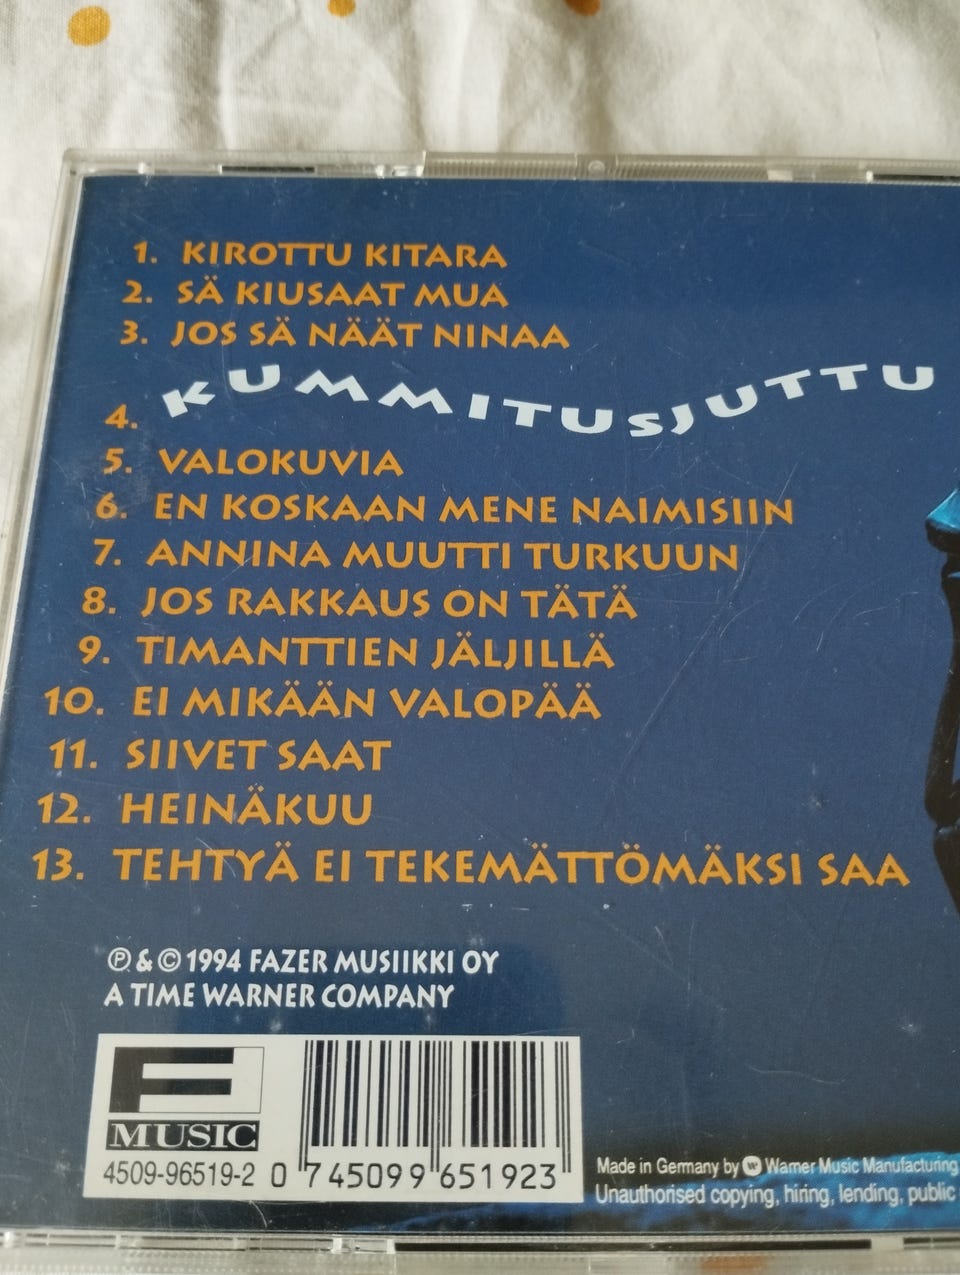 1. KIROTTU KITARA
2. SÄ KIUSAAT MUA
3. JOS SÄ NÄÄT NINAA
4. KUMMITUSJUTTU
5. VALOKUVIA
6. EN KOSKAAN MENE NAIMISIIN
7. ANNINA MUUTTI TURKUUN
8. JOS RAKKAUS ON TÄTÄ
9. TIMANTTIEN JÄLJILLÄ
10. EI MIKÄÄN VALOPÄÄ
11. SIIVET SAAT
12. HEINÄKUU
13. TEHTYÄ EI TEKEMÄTTÖMÄKSI SAA
℗ & © 1994 FAZER MUSIIKKI OY
A TIME WARNER COMPANY
F
MUSIC
4509-96519-2
0 745099 651923
Made in Germany by W Warner Music Manufacturing
Unauthorised copying, hiring, lending, public